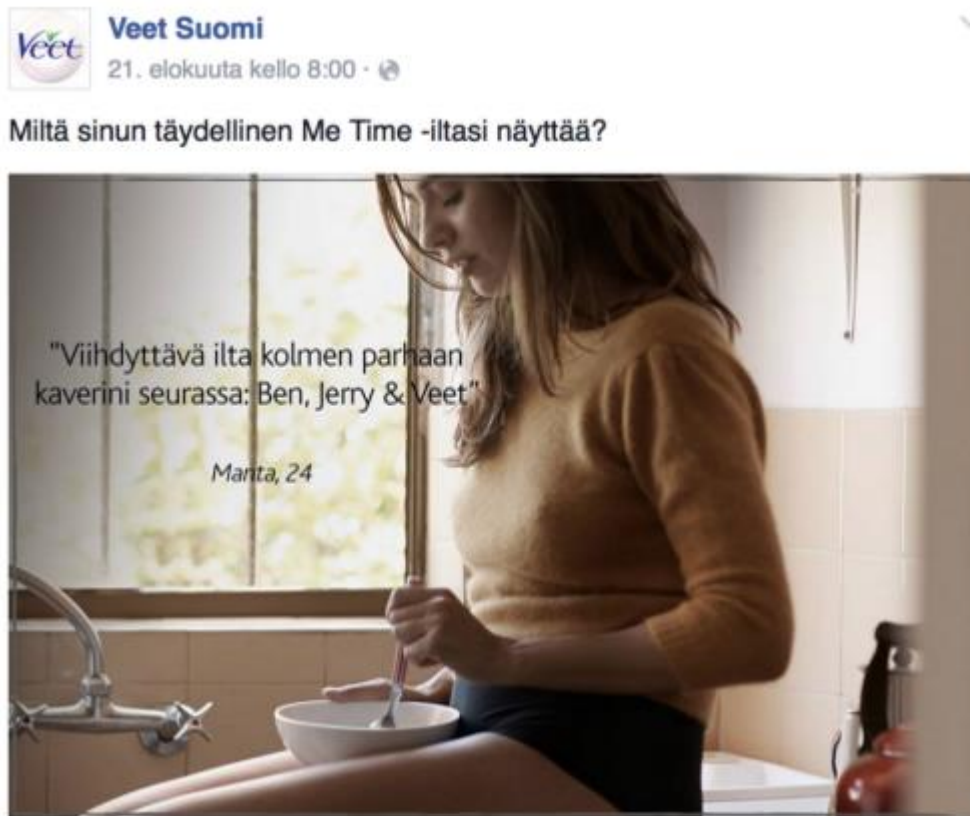 Veet
Veet Suomi
21. elokuuta kello 8:00 ·
Miltä sinun täydellinen Me Time -iltasi näyttää?
"Viihdyttävä ilta kolmen parhaan
kaverini seurassa: Ben, Jerry & Veet"
Manta, 24